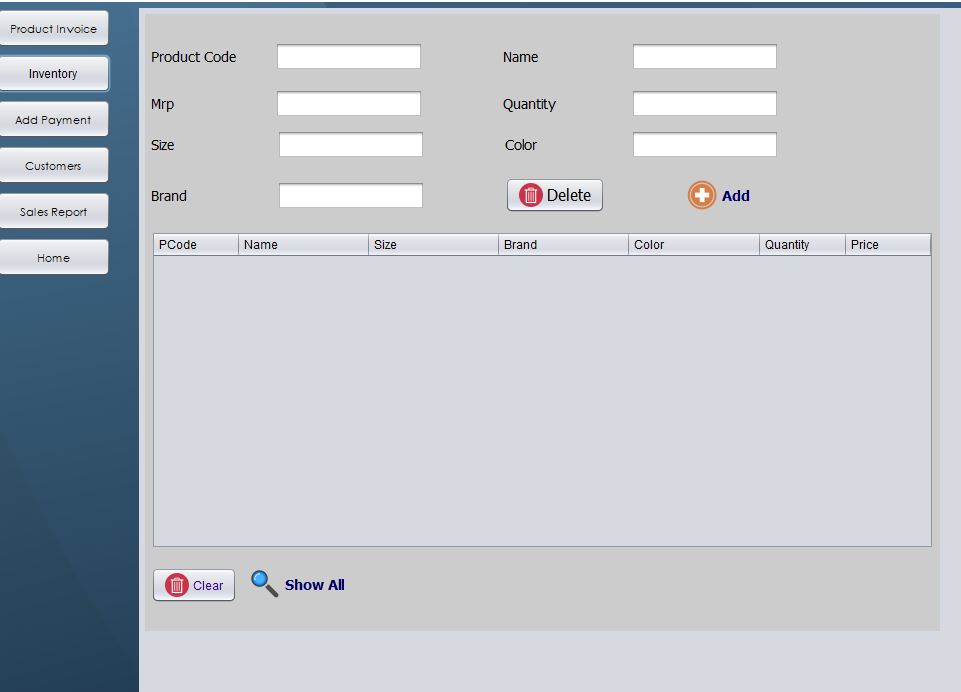 Product Invoice
Inventory
Add Payment
Customers
Sales Report
Home
Product Code Name
Mrp Quantity
Size Color
Brand Delete Add
PCode Name Size Brand Color Quantity Price
Clear Show All